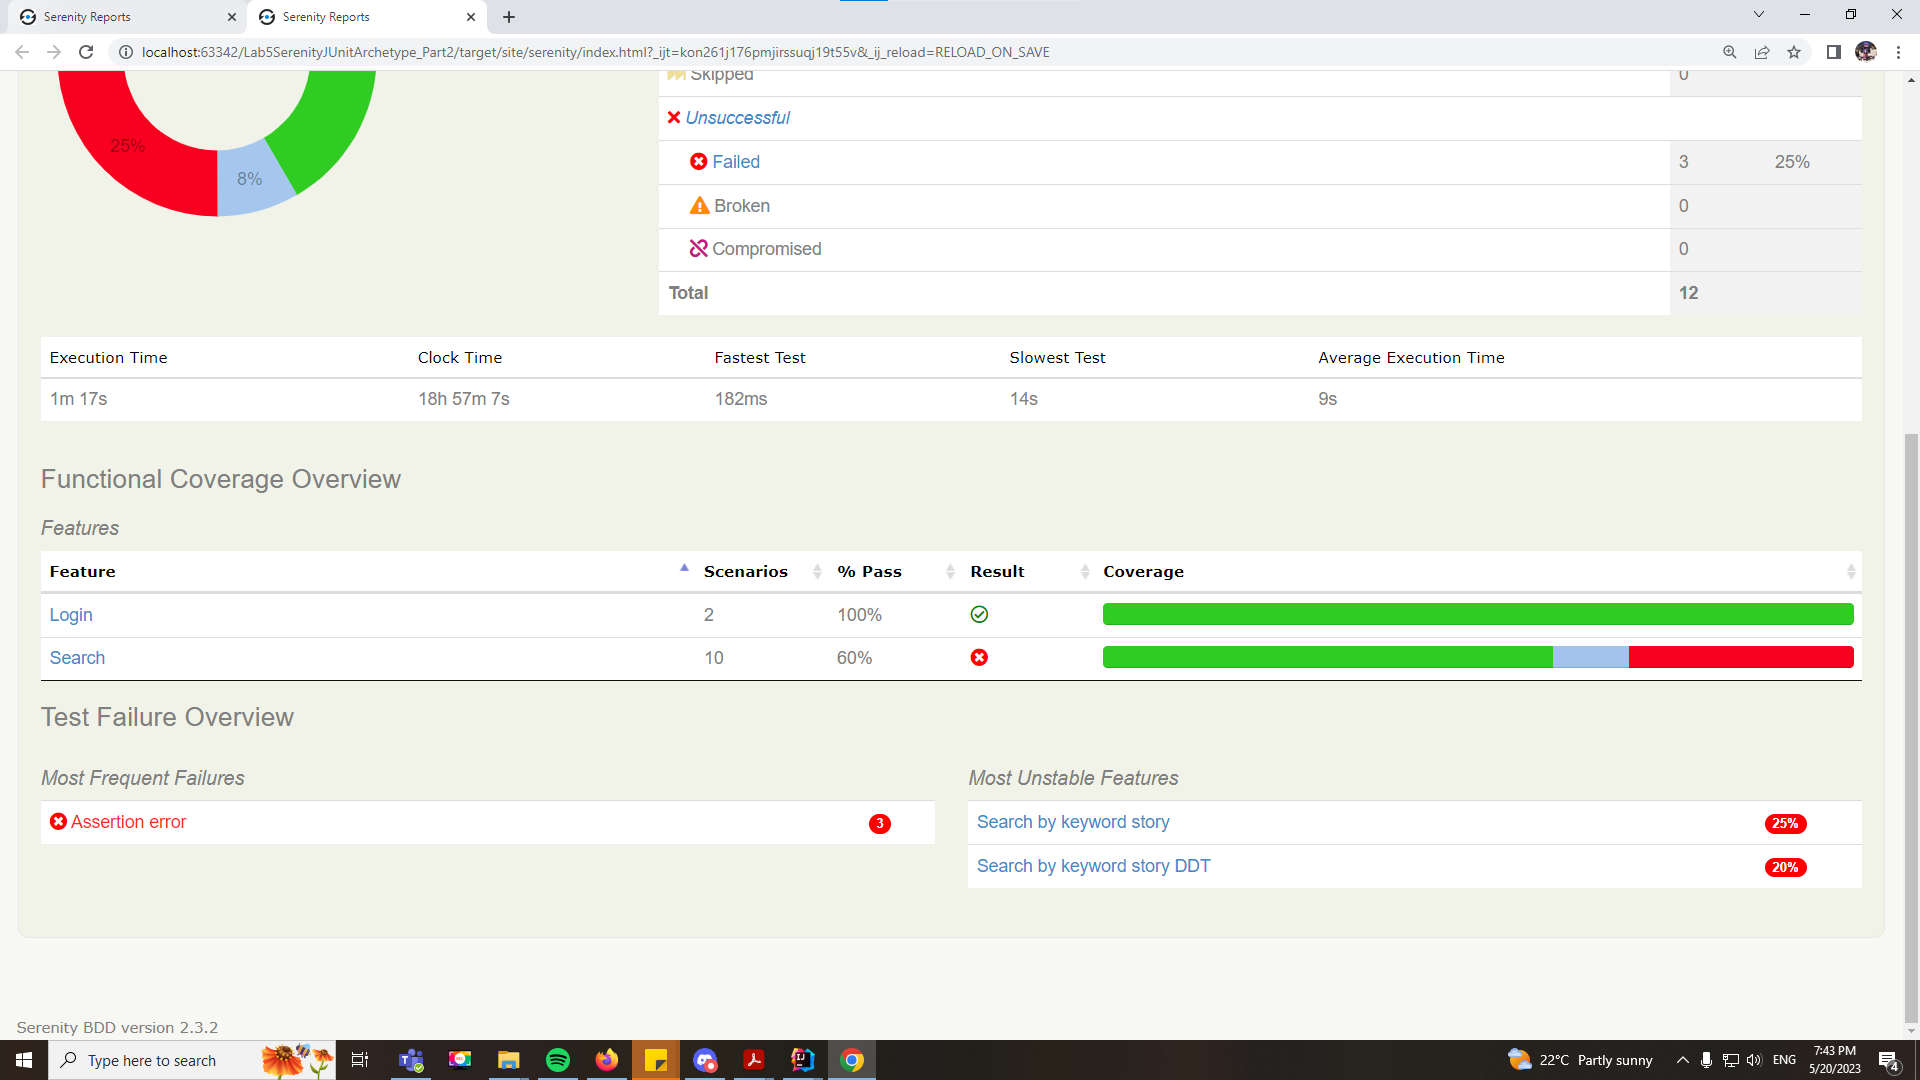 Serenity Reports
Serenity Reports
localhost:63342/Lab5SerenityJUnitArchetype_Part2/target/site/serenity/index.html?_ijt=kon261j176pmjirssuqj19t55v&_ij_reload=RELOAD_ON_SAVE
25%
8%
Skipped 0
Unsuccessful
Failed 3 25%
Broken 0
Compromised 0
Total 12
Execution Time Clock Time Fastest Test Slowest Test Average Execution Time
1m 17s 18h 57m 7s 182ms 14s 9s
Functional Coverage Overview
Features
Feature Scenarios % Pass Result Coverage
Login 2 100%
Search 10 60%
Test Failure Overview
Most Frequent Failures
Assertion error 3
Most Unstable Features
Search by keyword story 25%
Search by keyword story DDT 20%
Serenity BDD version 2.3.2
Type here to search
22°C Partly sunny
ENG
7:43 PM
5/20/2023
4